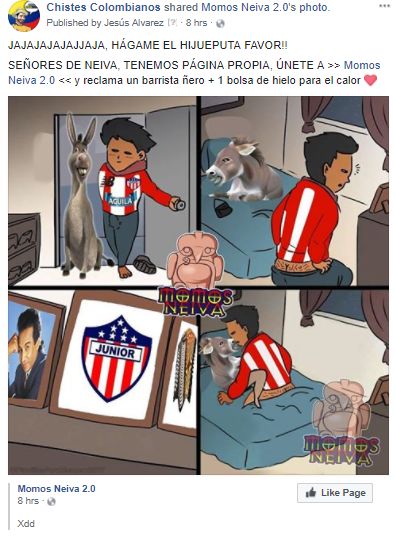 Chistes Colombianos shared Momos Neiva 2.0's photo.
Published by Jesús Alvarez [?] · 8 hrs ·
JAJAJAJAJAJJAJA, HÁGAME EL HIJUEPUTA FAVOR!!
SEÑORES DE NEIVA, TENEMOS PÁGINA PROPIA, ÚNETE A >> Momos
Neiva 2.0 << y reclama un barrista ñero + 1 bolsa de hielo para el calor ❤
AGUILA
MOMOS
NEIVA
JUNIOR
MOMOS
NEIVA
Momos Neiva 2.0
8 hrs ·
Like Page
Xdd